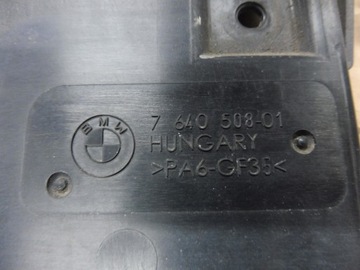 BMW
7 640 508-01
HUNGARY
>PA6-GF35<